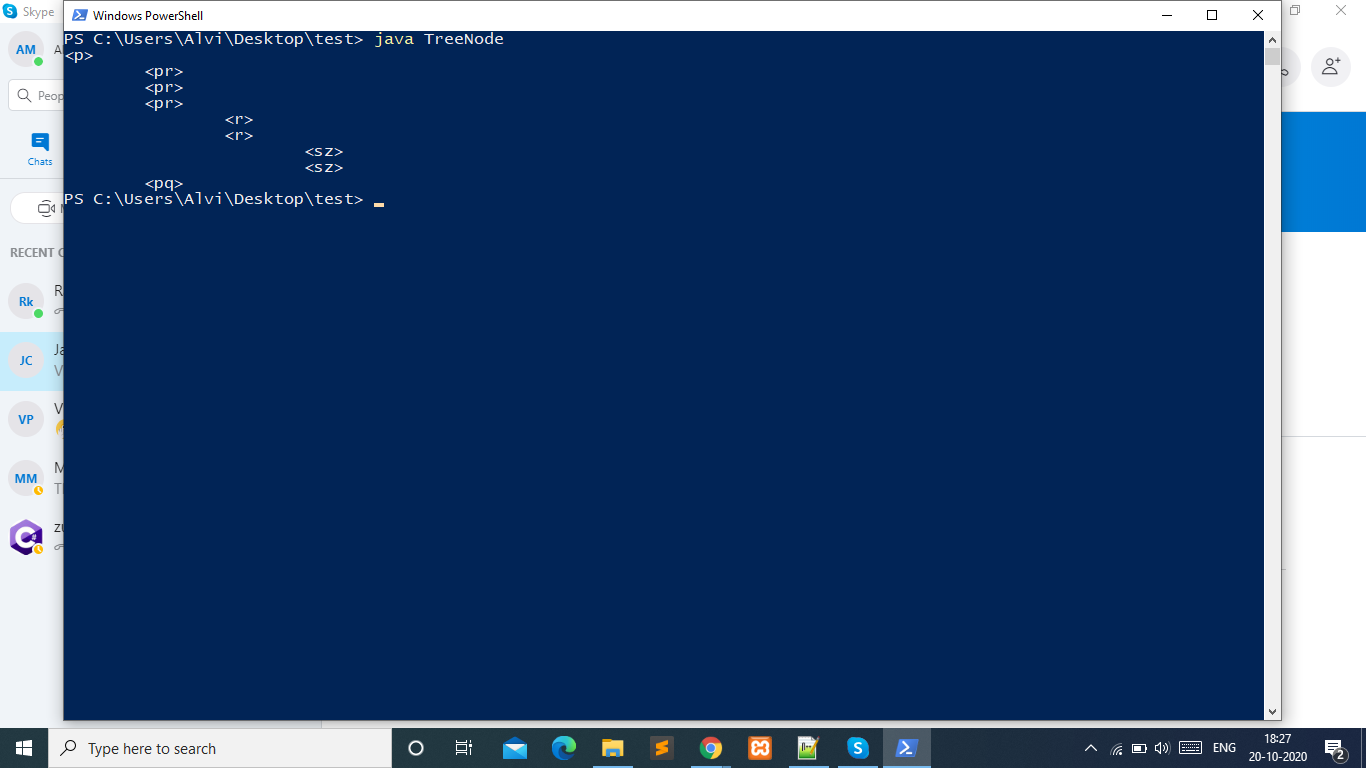 Skype
Windows PowerShell
PS C:\Users\Alvi\Desktop\test> java TreeNode
<p>
<pr>
<pr>
<pr>
<r>
<r>
<sz>
<sz>
<pq>
PS C:\Users\Alvi\Desktop\test>
AM
Chats
Rk
R
JC
VP
V
MM
M
C#
Type here to search
ENG
18:27
20-10-2020
2